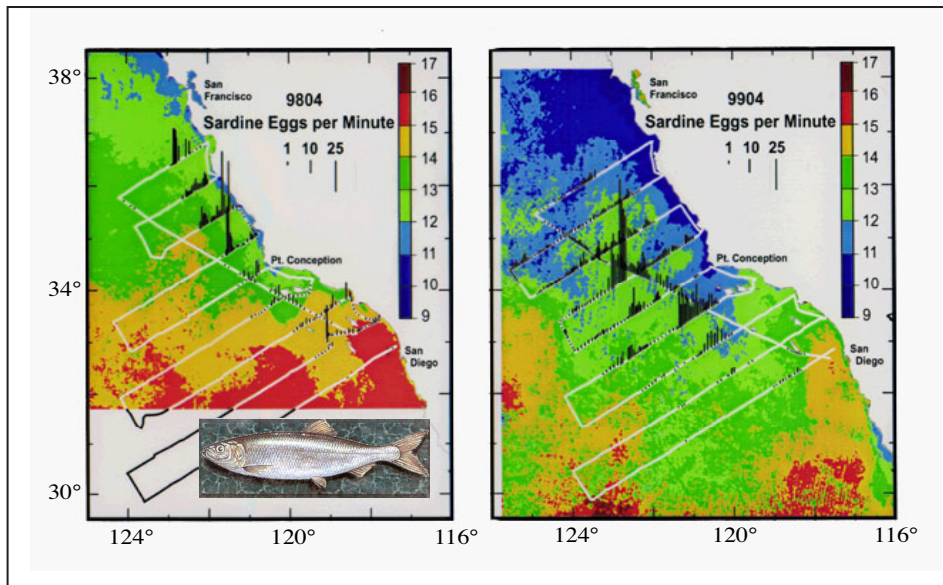 38°
34°
30°
San
Francisco
9804
Sardine Eggs per Minute
1 10 25
Pt. Conception
San
Diego
17
16
15
14
13
12
11
10
9
124°
120°
116°
San
Francisco
9904
Sardine Eggs per Minute
1 10 25
Pt. Conception
San
Diego
17
16
15
14
13
12
11
10
9
124°
120°
116°